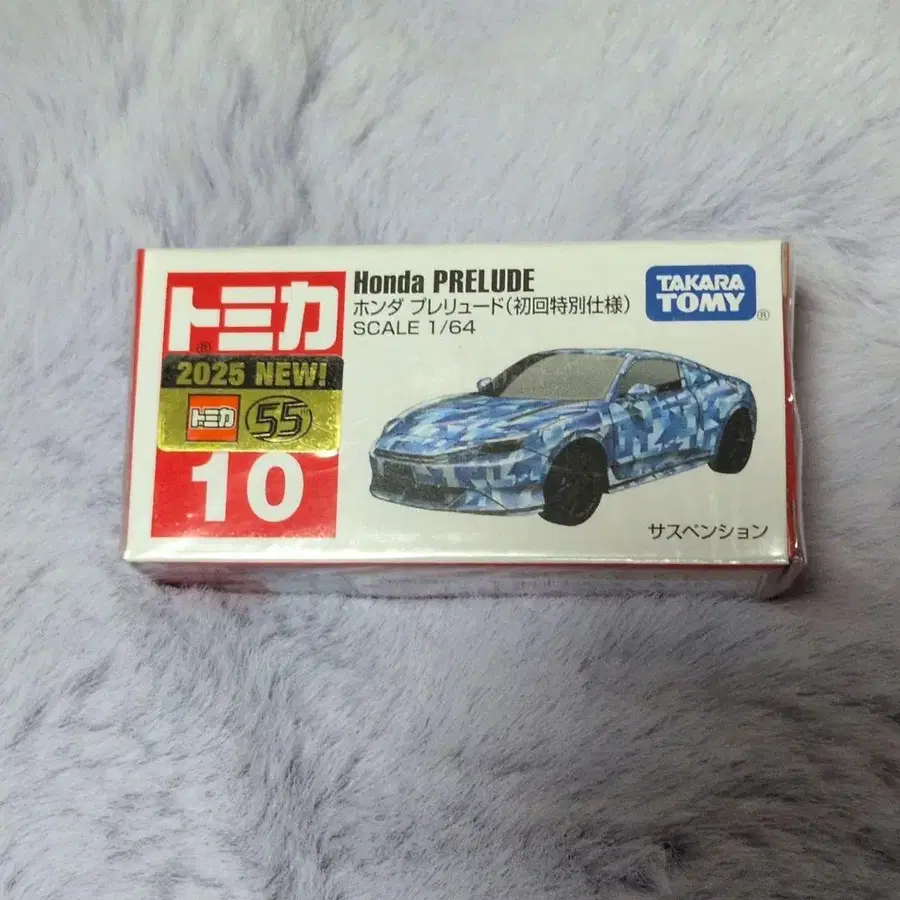 トミカ
®
2025 NEW!
トミカ 55th
10
Honda PRELUDE
ホンダ プレリュード(初回特別仕様)
SCALE 1/64
TAKARA
TOMY
®
サスペンション